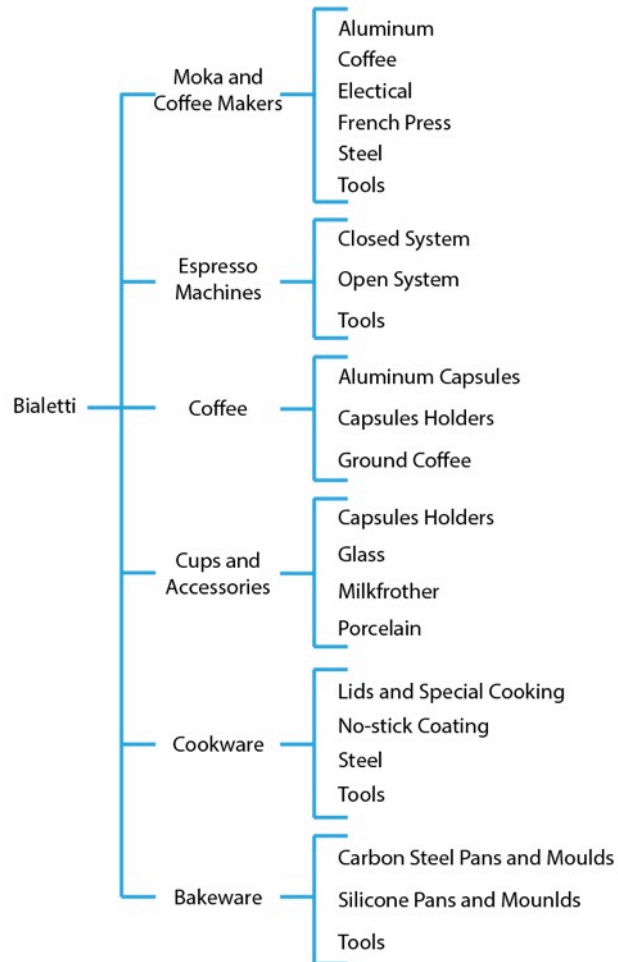 Bialetti
Moka and
Coffee Makers
Aluminum
Coffee
Electical
French Press
Steel
Tools
Espresso
Machines
Closed System
Open System
Tools
Coffee
Aluminum Capsules
Capsules Holders
Ground Coffee
Cups and
Accessories
Capsules Holders
Glass
Milkfrother
Porcelain
Cookware
Lids and Special Cooking
No-stick Coating
Steel
Tools
Bakeware
Carbon Steel Pans and Moulds
Silicone Pans and Mounlds
Tools